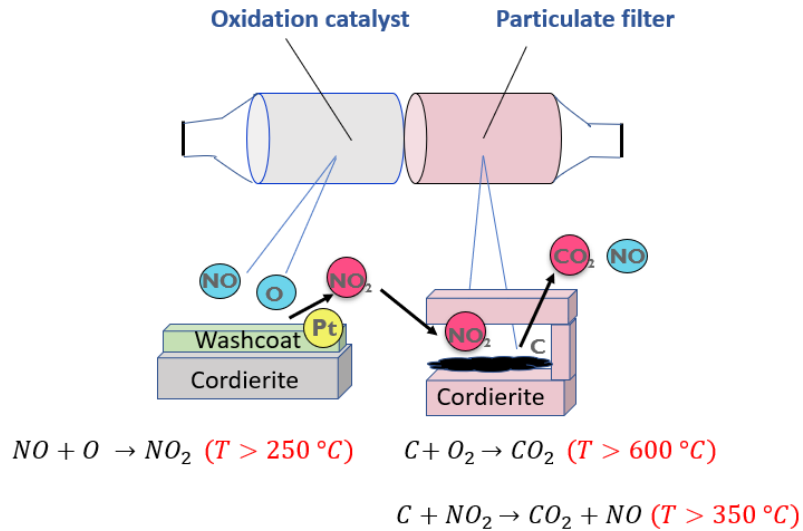 Oxidation catalyst
Particulate filter
NO
O
NO₂
CO₂
NO
Pt
Washcoat
Cordierite
NO₂
C
Cordierite
NO + O → NO₂ (T > 250 °C)
C + O₂ → CO₂ (T > 600 °C)
C + NO₂ → CO₂ + NO (T > 350 °C)